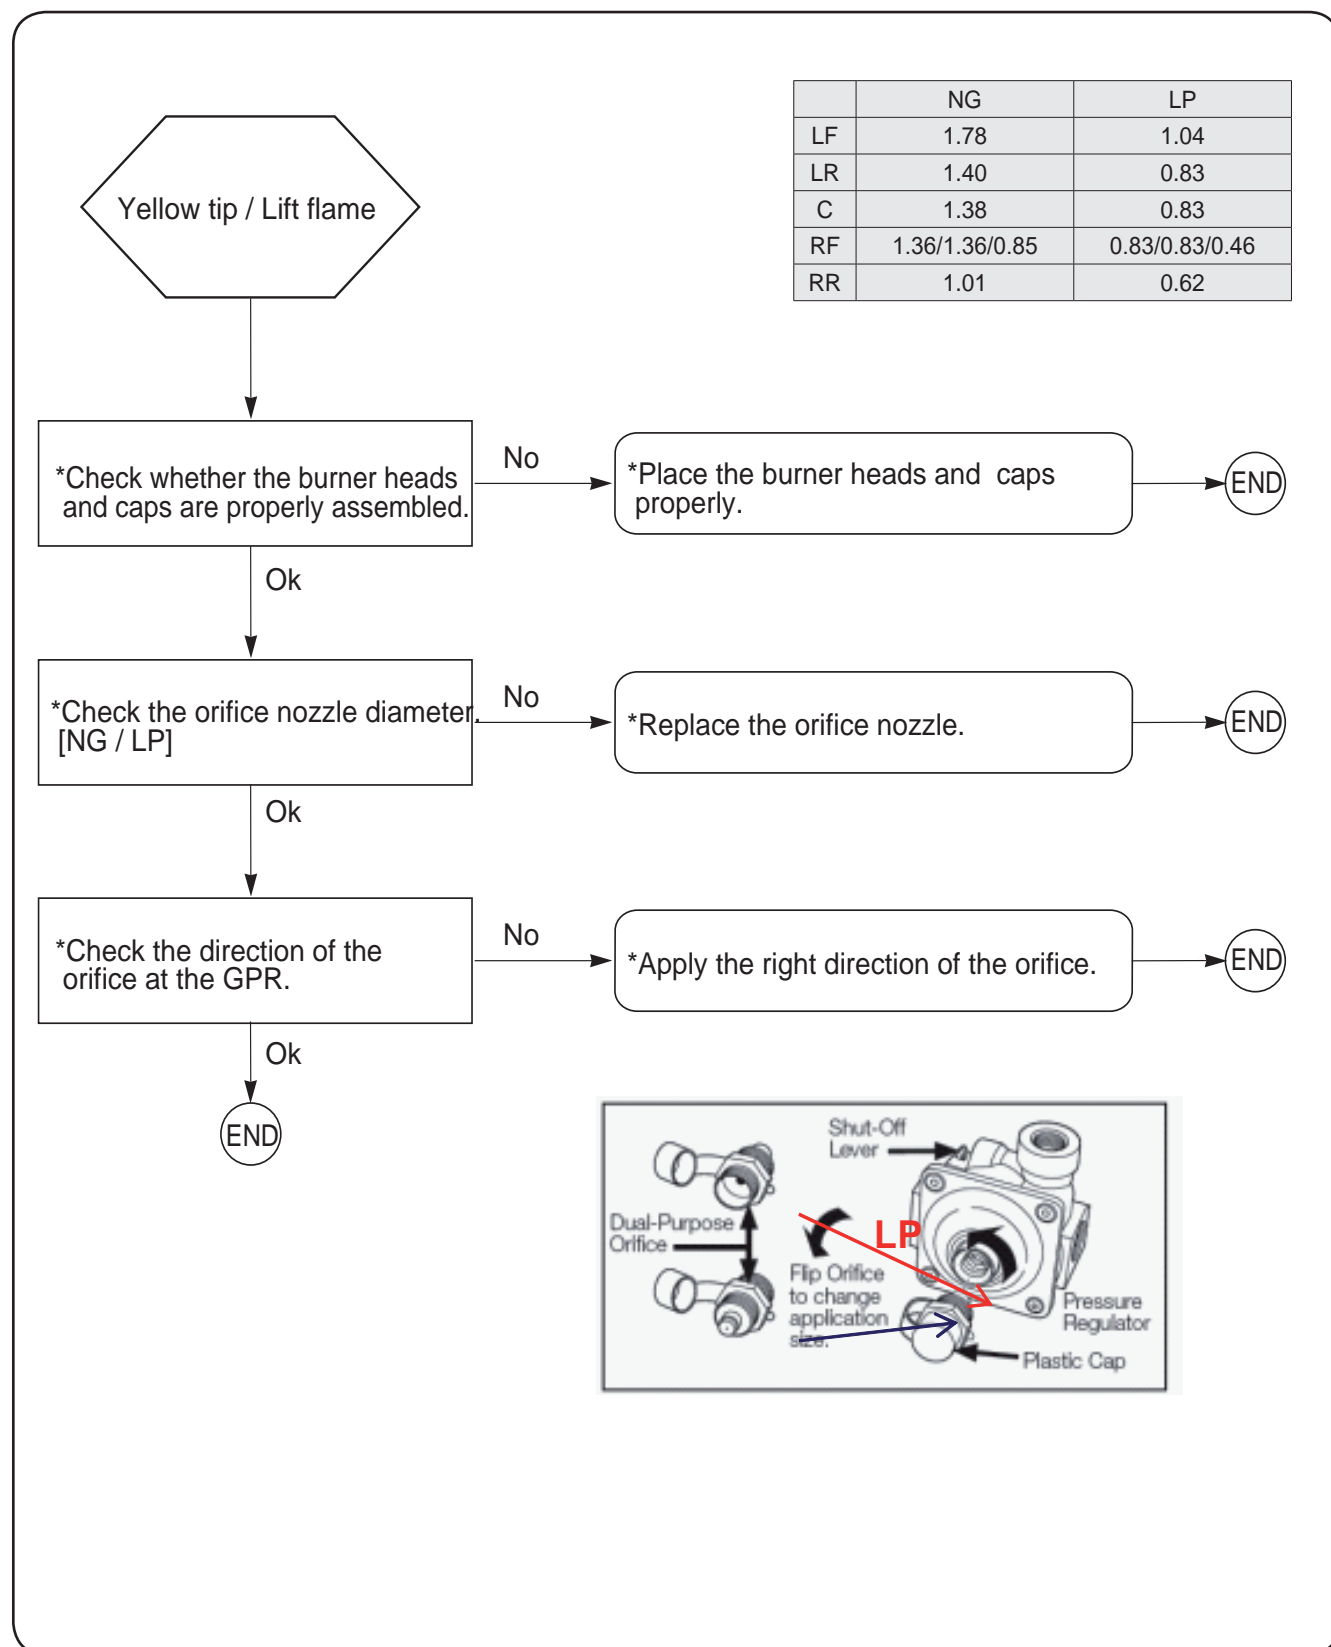 NG LP
LF 1.78 1.04
LR 1.40 0.83
C 1.38 0.83
RF 1.36/1.36/0.85 0.83/0.83/0.46
RR 1.01 0.62
Yellow tip / Lift flame
*Check whether the burner heads
and caps are properly assembled.
No
*Place the burner heads and caps
properly.
END
Ok
*Check the orifice nozzle diameter.
[NG / LP]
No
*Replace the orifice nozzle.
END
Ok
*Check the direction of the
orifice at the GPR.
No
*Apply the right direction of the orifice.
END
Ok
END
Shut-Off
Lever
Dual-Purpose
Orifice
LP
Flip Orifice
to change
application
size.
Pressure
Regulator
Plastic Cap